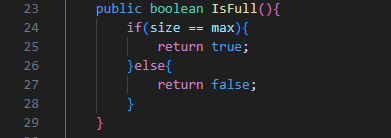 23 public boolean IsFull(){
24 if(size == max){
25 return true;
26 }else{
27 return false;
28 }
29 }